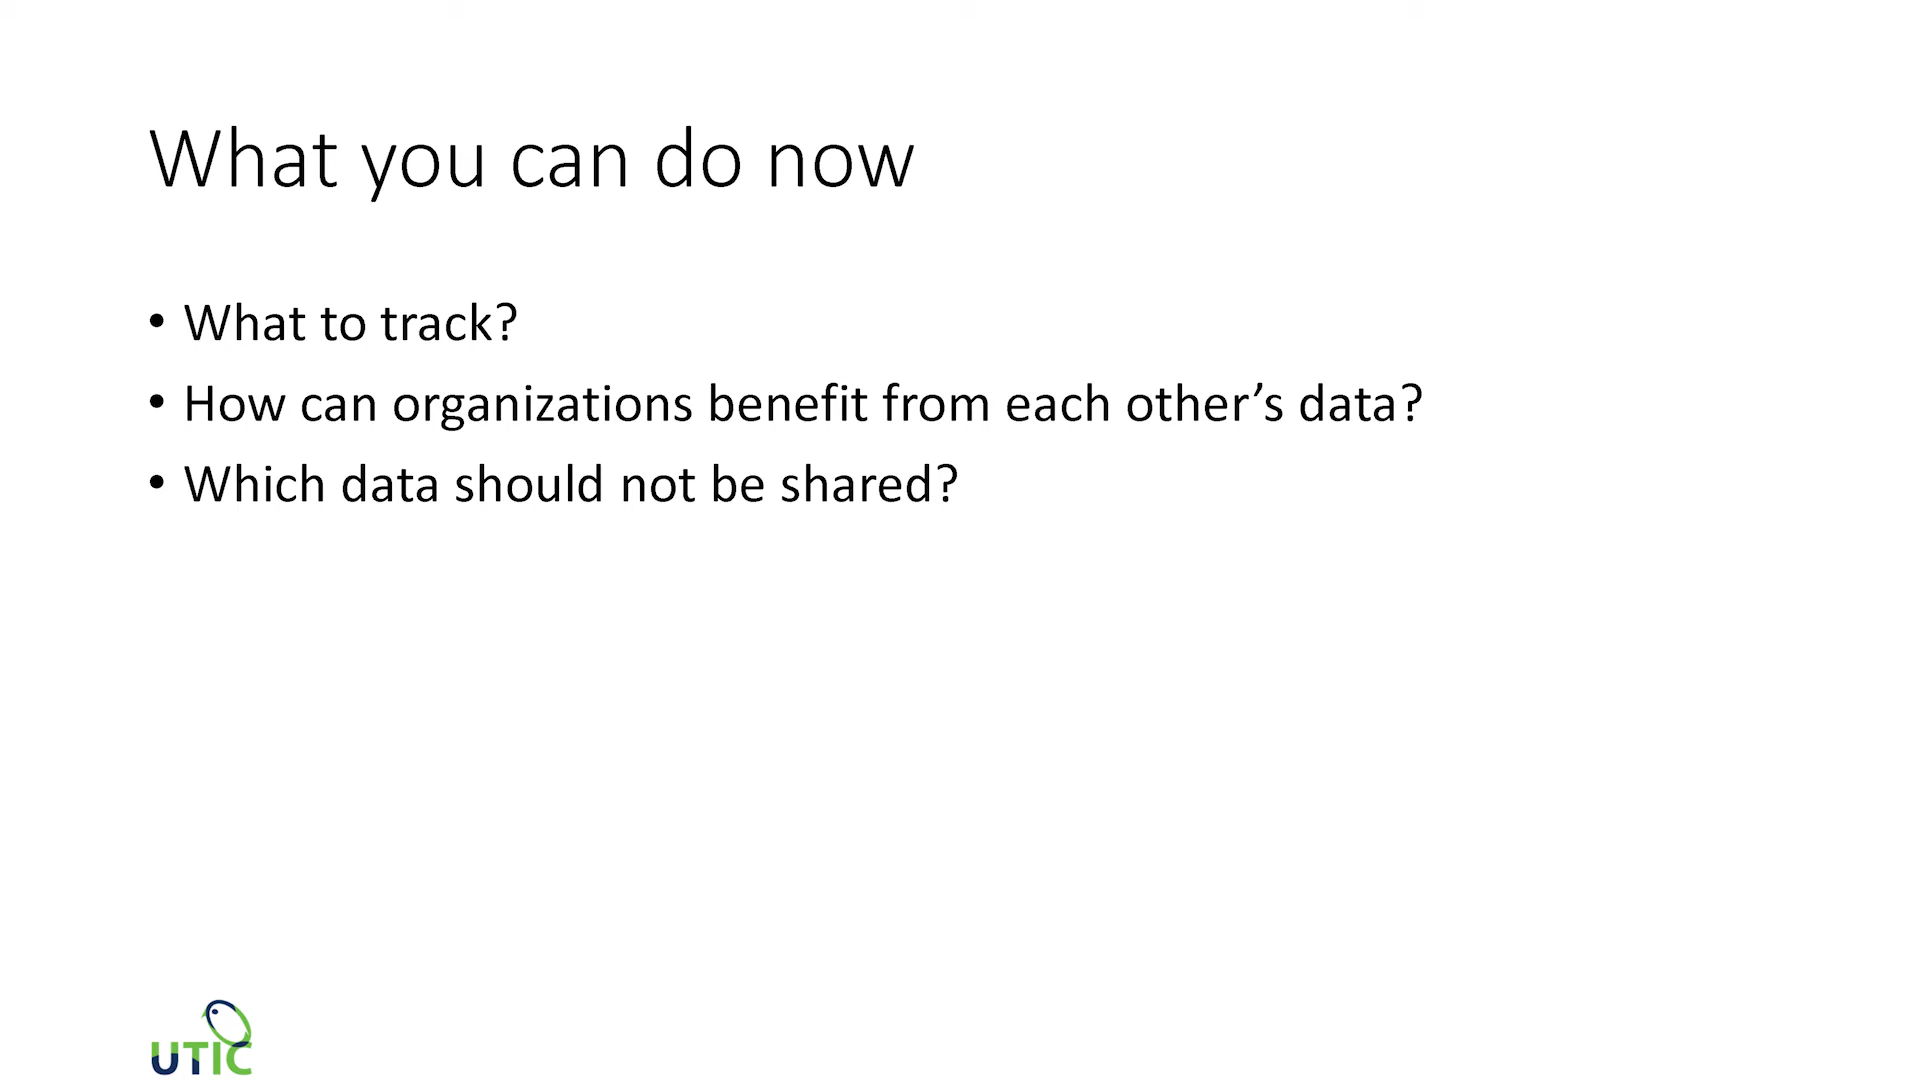 What you can do now
• What to track?
• How can organizations benefit from each other’s data?
• Which data should not be shared?
UTIC